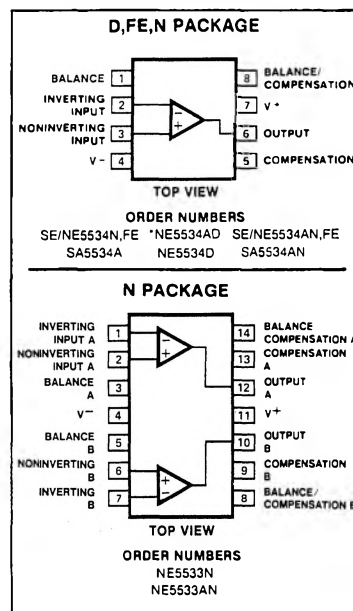 D,FE,N PACKAGE
BALANCE 1
8 BALANCE/
COMPENSATION
INVERTING
INPUT 2
7 V+
NONINVERTING
INPUT 3
6 OUTPUT
V- 4
5 COMPENSATION
- +
TOP VIEW
ORDER NUMBERS
SE/NE5534N,FE *NE5534AD SE/NE5534AN,FE
SA5534A NE5534D SA5534AN
N PACKAGE
INVERTING
INPUT A 1
14 BALANCE
COMPENSATION A
NONINVERTING
INPUT A 2
13 COMPENSATION
A
BALANCE
A 3
12 OUTPUT
A
V- 4
11 V+
BALANCE
B 5
10 OUTPUT
B
NONINVERTING
B 6
9 COMPENSATION
B
INVERTING
B 7
8 BALANCE/
COMPENSATION B
- +
+ -
TOP VIEW
ORDER NUMBERS
NE5533N
NE5533AN